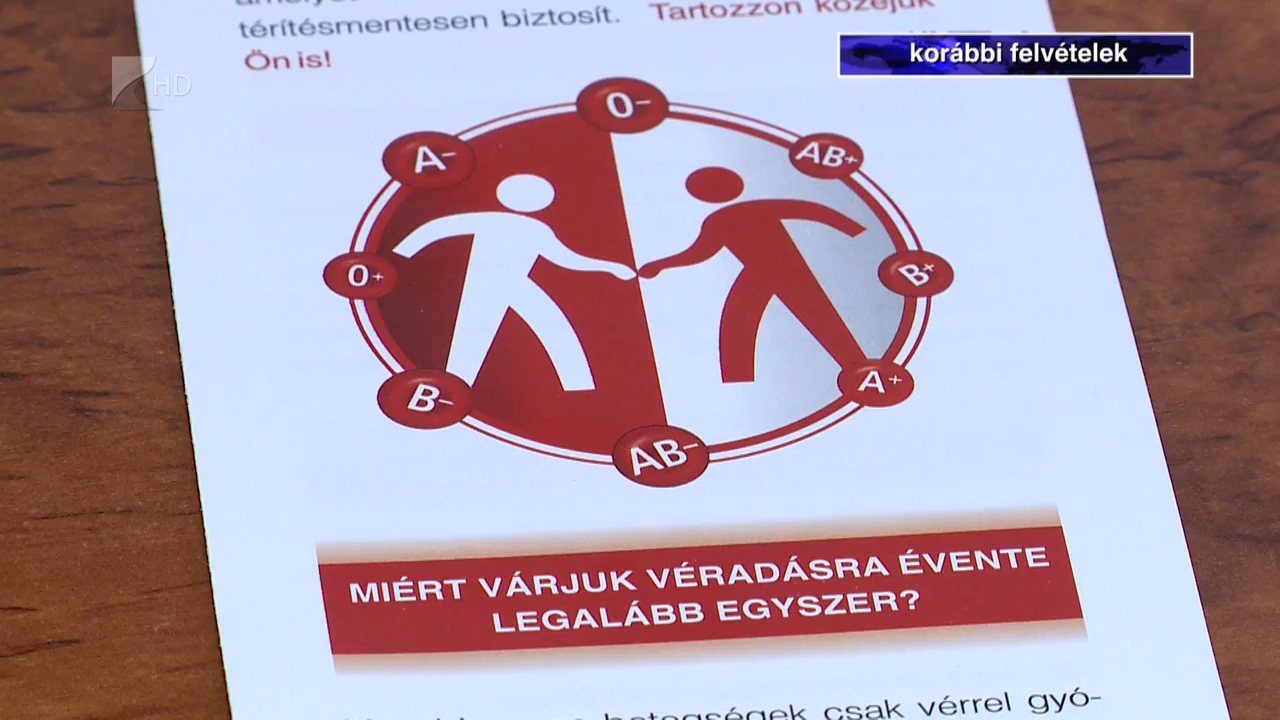 térítésmentesen biztosít. Tartozzon közéjük
Ön is!
korábbi felvételek
HD
0-
A-
AB+
0+
B+
B-
A+
AB-
MIÉRT VÁRJUK VÉRADÁSRA ÉVENTE
LEGALÁBB EGYSZER?
betegségek csak vérrel gyó-